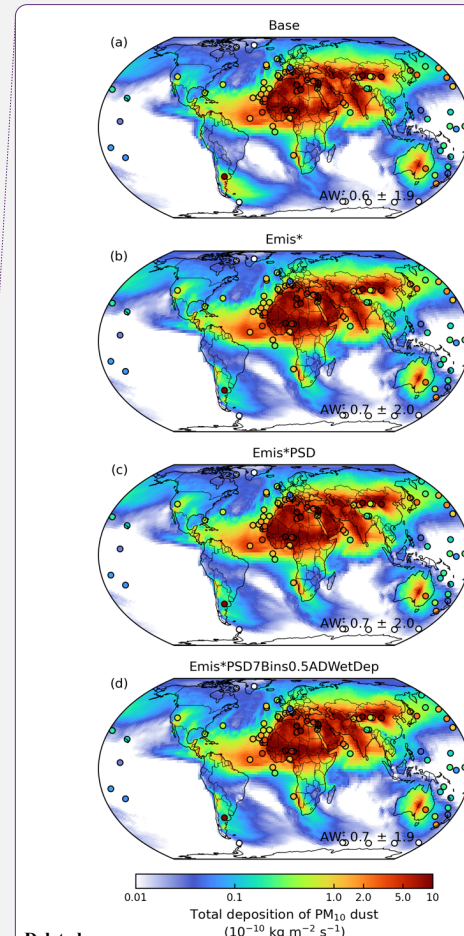 Base
(a)
AW: 0.6 ± 1.9
Emis*
(b)
AW: 0.7 ± 2.0
Emis*PSD
(c)
AW: 0.7 ± 2.0
Emis*PSD7Bins0.5ADWetDep
(d)
AW: 0.7 ± 1.9
0.01 0.1 1.0 2.0 5.0 10
Total deposition of PM₁₀ dust
(10⁻¹⁰ kg m⁻² s⁻¹)